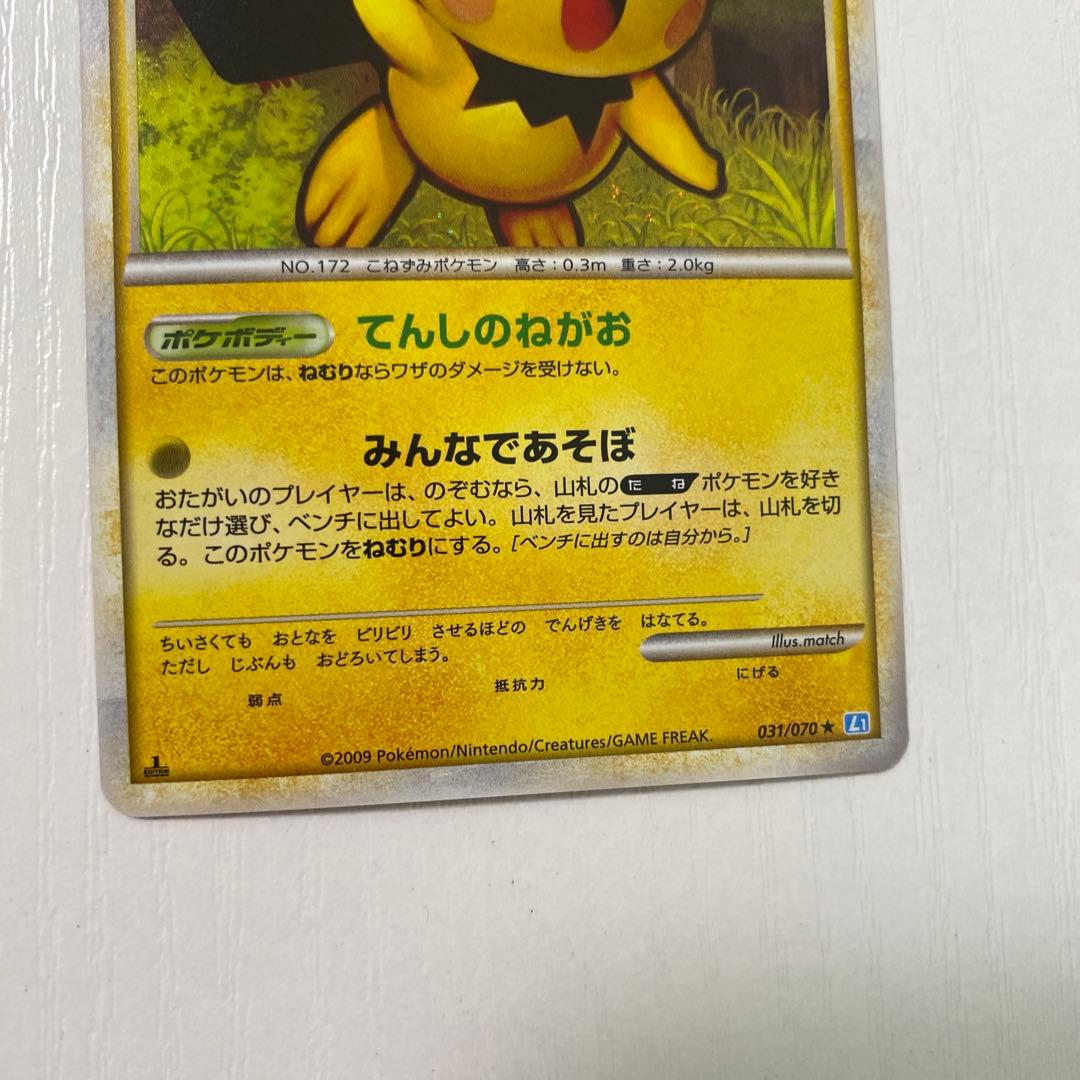 NO.172 こねずみポケモン 高さ：0.3m 重さ：2.0kg
ポケボディー てんしのねがお
このポケモンは、ねむりならワザのダメージを受けない。
みんなであそぼ
おたがいのプレイヤーは、のぞむなら、山札のたねポケモンを好き
なだけ選び、ベンチに出してよい。山札を見たプレイヤーは、山札を切
る。このポケモンをねむりにする。[ベンチに出すのは自分から。]
ちいさくても おとなを ビリビリ させるほどの でんげきを はなてる。
ただし じぶんも おどろいてしまう。
Illus.match
弱点 抵抗力 にげる
031/070 ★ L1
1 EDITION ©2009 Pokémon/Nintendo/Creatures/GAME FREAK.